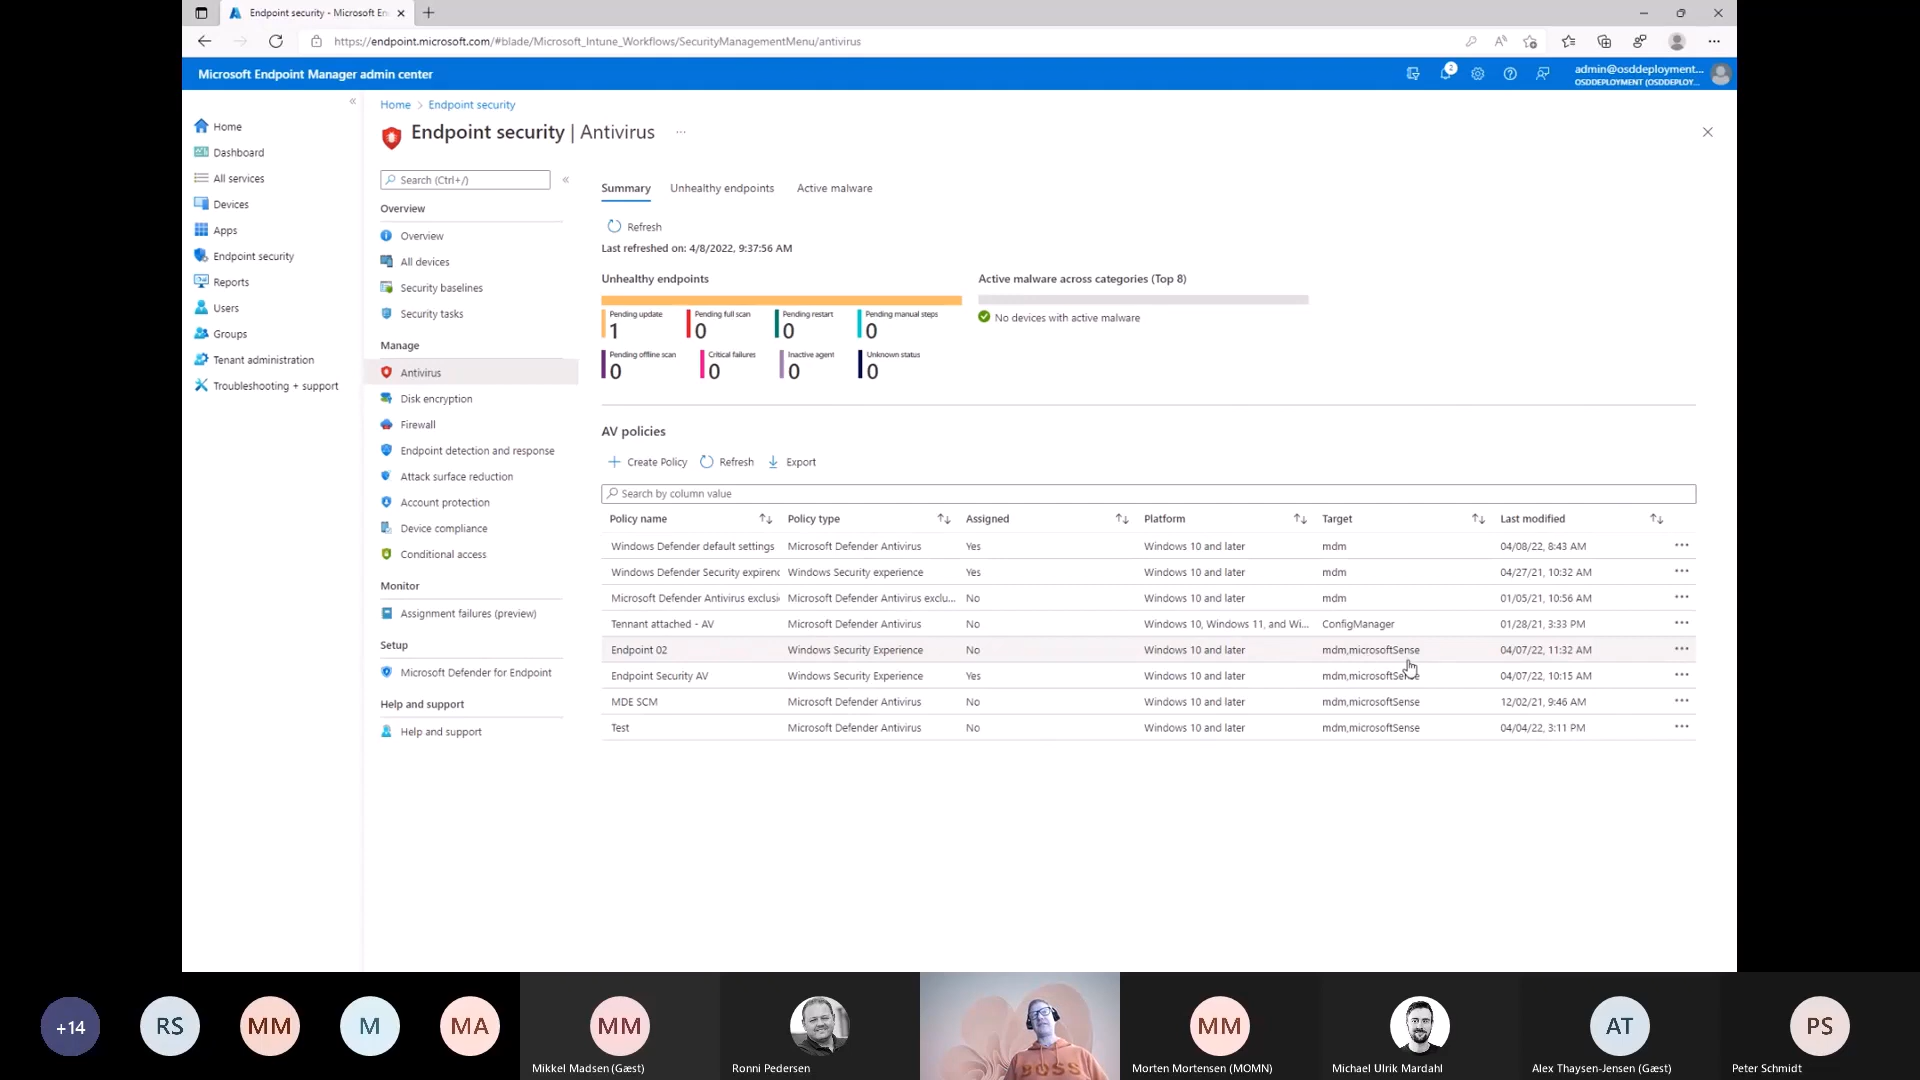 Endpoint security - Microsoft En
https://endpoint.microsoft.com/#blade/Microsoft_Intune_Workflows/SecurityManagementMenu/antivirus
Microsoft Endpoint Manager admin center
2
admin@osddeployment...
OSDDEPLOYMENT (OSDDEPLOY...
Home
Dashboard
All services
Devices
Apps
Endpoint security
Reports
Users
Groups
Tenant administration
Troubleshooting + support
Home > Endpoint security
Endpoint security | Antivirus ...
Search (Ctrl+/)
Overview
Overview
All devices
Security baselines
Security tasks
Manage
Antivirus
Disk encryption
Firewall
Endpoint detection and response
Attack surface reduction
Account protection
Device compliance
Conditional access
Monitor
Assignment failures (preview)
Setup
Microsoft Defender for Endpoint
Help and support
Help and support
Summary Unhealthy endpoints Active malware
Refresh
Last refreshed on: 4/8/2022, 9:37:56 AM
Unhealthy endpoints
Pending update Pending full scan Pending restart Pending manual steps
1 0 0 0
Pending offline scan Critical failures Inactive agent Unknown status
0 0 0 0
Active malware across categories (Top 8)
No devices with active malware
AV policies
Create Policy Refresh Export
Search by column value
Policy name Policy type Assigned Platform Target Last modified
Windows Defender default settings Microsoft Defender Antivirus Yes Windows 10 and later mdm 04/08/22, 8:43 AM ...
Windows Defender Security expirenc Windows Security experience Yes Windows 10 and later mdm 04/27/21, 10:32 AM ...
Microsoft Defender Antivirus exclusi Microsoft Defender Antivirus exclu... No Windows 10 and later mdm 01/05/21, 10:56 AM ...
Tennant attached - AV Microsoft Defender Antivirus No Windows 10, Windows 11, and Wi... ConfigManager 01/28/21, 3:33 PM ...
Endpoint 02 Windows Security Experience No Windows 10 and later mdm,microsoftSense 04/07/22, 11:32 AM ...
Endpoint Security AV Windows Security Experience Yes Windows 10 and later mdm,microsoftSense 04/07/22, 10:15 AM ...
MDE SCM Microsoft Defender Antivirus No Windows 10 and later mdm,microsoftSense 12/02/21, 9:46 AM ...
Test Microsoft Defender Antivirus No Windows 10 and later mdm,microsoftSense 04/04/22, 3:11 PM ...
+14 RS MM M MA MM MM AT PS
BOSS
Mikkel Madsen (Gæst) Ronni Pedersen Morten Mortensen (MOMN) Michael Ulrik Mardahl Alex Thaysen-Jensen (Gæst) Peter Schmidt